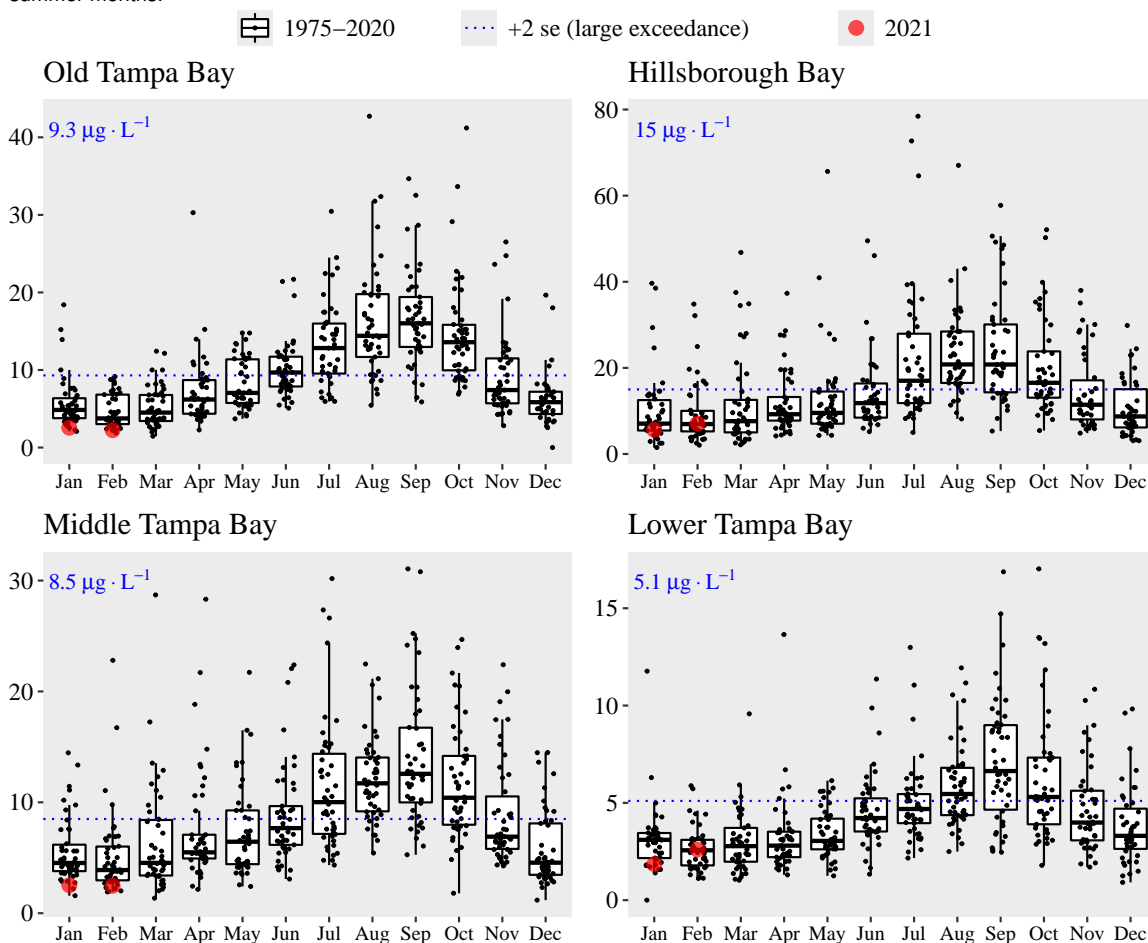 summer months.
1975−2020 +2 se (large exceedance) 2021
Old Tampa Bay
9.3 μg · L⁻¹
40
30
20
10
0
Jan Feb Mar Apr May Jun Jul Aug Sep Oct Nov Dec
Hillsborough Bay
15 μg · L⁻¹
80
60
40
20
0
Jan Feb Mar Apr May Jun Jul Aug Sep Oct Nov Dec
Middle Tampa Bay
8.5 μg · L⁻¹
30
20
10
0
Jan Feb Mar Apr May Jun Jul Aug Sep Oct Nov Dec
Lower Tampa Bay
5.1 μg · L⁻¹
15
10
5
0
Jan Feb Mar Apr May Jun Jul Aug Sep Oct Nov Dec